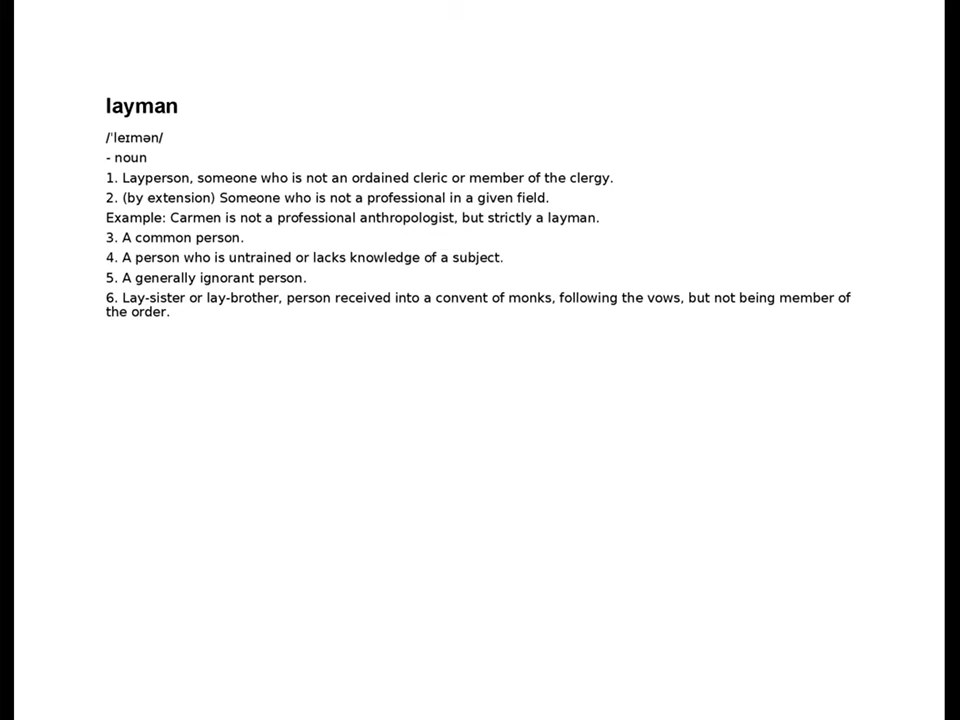 layman
/ˈleɪmən/
- noun
1. Layperson, someone who is not an ordained cleric or member of the clergy.
2. (by extension) Someone who is not a professional in a given field.
Example: Carmen is not a professional anthropologist, but strictly a layman.
3. A common person.
4. A person who is untrained or lacks knowledge of a subject.
5. A generally ignorant person.
6. Lay-sister or lay-brother, person received into a convent of monks, following the vows, but not being member of
the order.